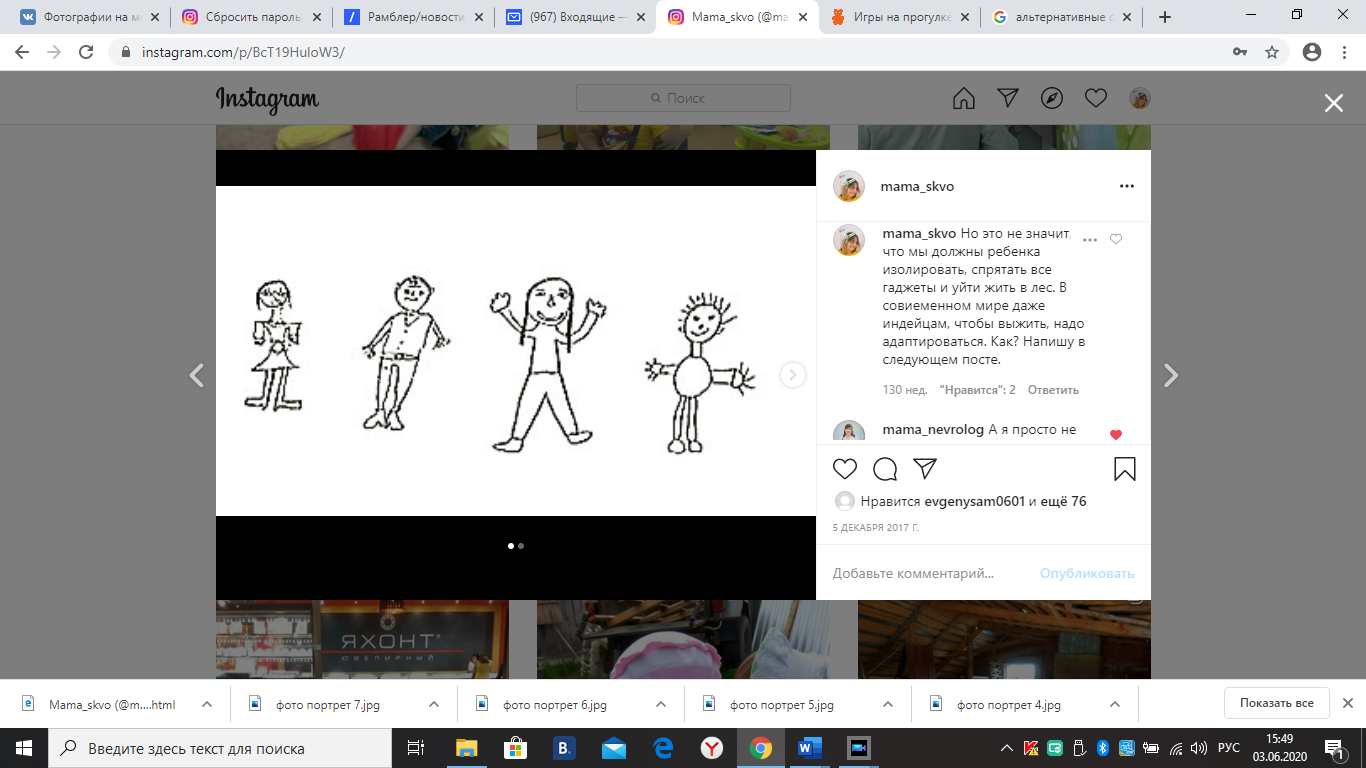 Фотографии на м
Сбросить пароль
Рамблер/новости
(967) Входящие —
Mama_skvo (@ma
Игры на прогулке
альтернативные с
instagram.com/p/BcT19HuloW3/
Instagram
Поиск
mama_skvo
mama_skvo Но это не значит,
что мы должны ребенка
изолировать, спрятать все
гаджеты и уйти жить в лес. В
совиеменном мире даже
индейцам, чтобы выжить, надо
адаптироваться. Как? Напишу в
следующем посте.
130 нед. "Нравится": 2 Ответить
mama_nevrolog А я просто не
Нравится evgenysam0601 и ещё 76
5 ДЕКАБРЯ 2017 Г.
Добавьте комментарий... Опубликовать
ЯХОНТ
ЮВЕЛИРНЫЙ
Mama_skvo (@m....html
фото портрет 7.jpg
фото портрет 6.jpg
фото портрет 5.jpg
фото портрет 4.jpg
Показать все
Введите здесь текст для поиска
B.
РУС
15:49
03.06.2020
1